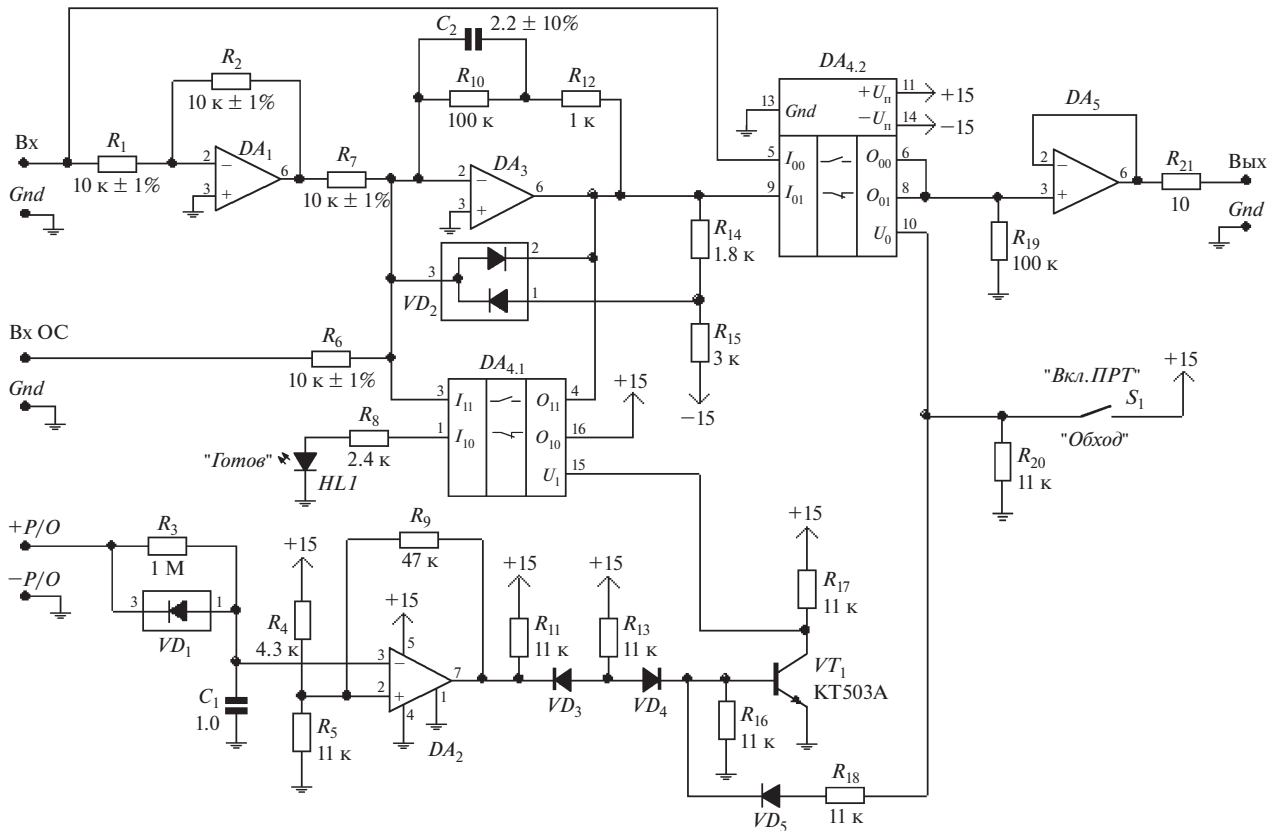 C2
2.2 ± 10%
R2
10 к ± 1%
R10
100 к
R12
1 к
DA4.2
13
Gnd
+Uп
11
+15
−Uп
14
−15
DA5
Вх
R1
10 к ± 1%
2
−
DA1
6
3
+
R7
10 к ± 1%
2
−
DA3
6
3
+
5
I00
O00
6
9
I01
O01
8
U0
10
2
−
6
3
+
R21
10
Вых
Gnd
Gnd
R19
100 к
R14
1.8 к
3
2
1
VD2
R15
3 к
−15
Вх ОС
R6
10 к ± 1%
Gnd
DA4.1
+15
3
I11
O11
4
1
I10
O10
16
U1
15
R8
2.4 к
"Готов"
HL1
"Вкл.ПРТ"
S1
+15
"Обход"
R20
11 к
+P/O
R3
1 М
−P/O
3
1
VD1
C1
1.0
+15
R4
4.3 к
R5
11 к
R9
47 к
+15
5
3
−
2
+
7
1
4
DA2
+15
R11
11 к
+15
R13
11 к
VD3
VD4
+15
R17
11 к
VT1
КТ503А
R16
11 к
VD5
R18
11 к